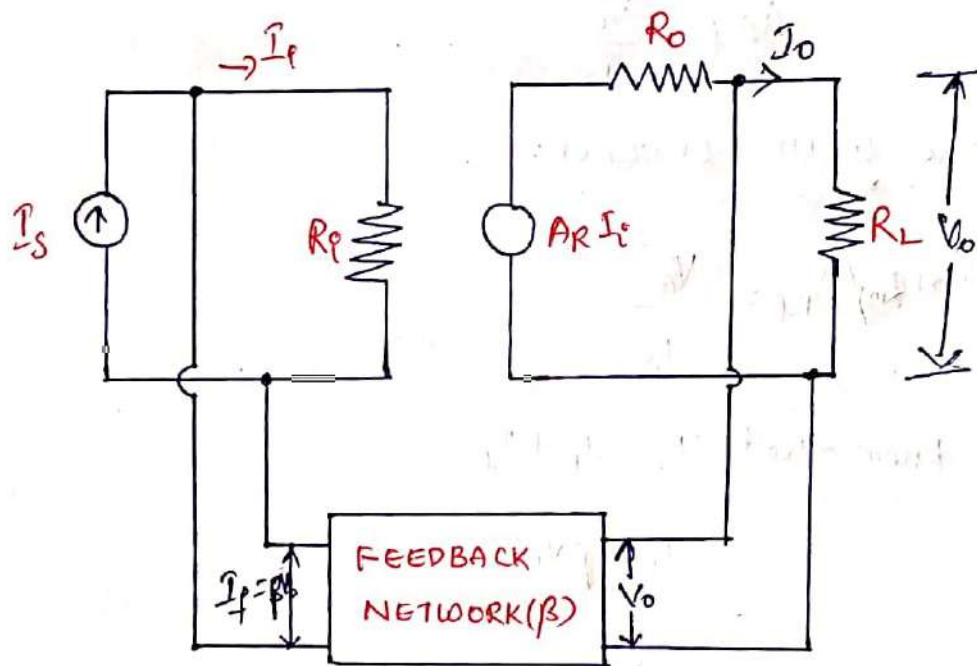 → Ii
Ro
Io
Is
Ri
AR Ii
RL
Vo
FEEDBACK
NETWORK(β)
If = βVo
Vo